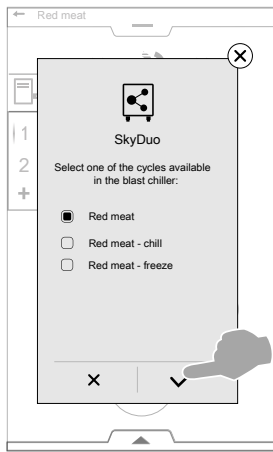 Red meat
1
2
+
SkyDuo
Select one of the cycles available
in the blast chiller:
Red meat
Red meat - chill
Red meat - freeze